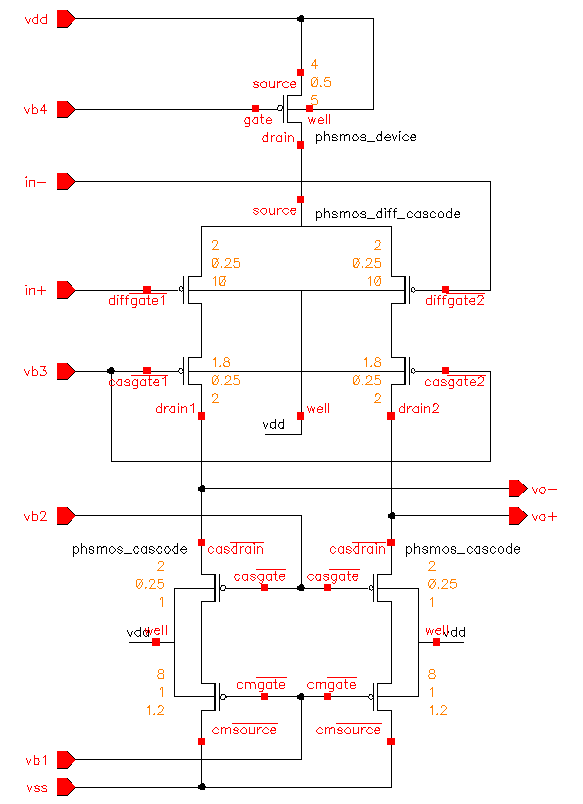 vdd
4
source
0.5
5
vb4
gate
well
drain
phsmos_device
in-
source
phsmos_diff_cascode
2
2
0.25
0.25
in+
10
10
diffgate1
diffgate2
1.8
1.8
vb3
casgate1
0.25
0.25
casgate2
2
2
drain1
well
drain2
vdd
vo-
vb2
va+
phsmos_cascode
casdrain
casdrain
phsmos_cascode
2
casgate
casgate
2
0.25
0.25
1
1
vdd
well
well
vdd
8
cmgate
cmgate
8
1
1
1.2
1.2
cmsource
cmsource
vb1
vss